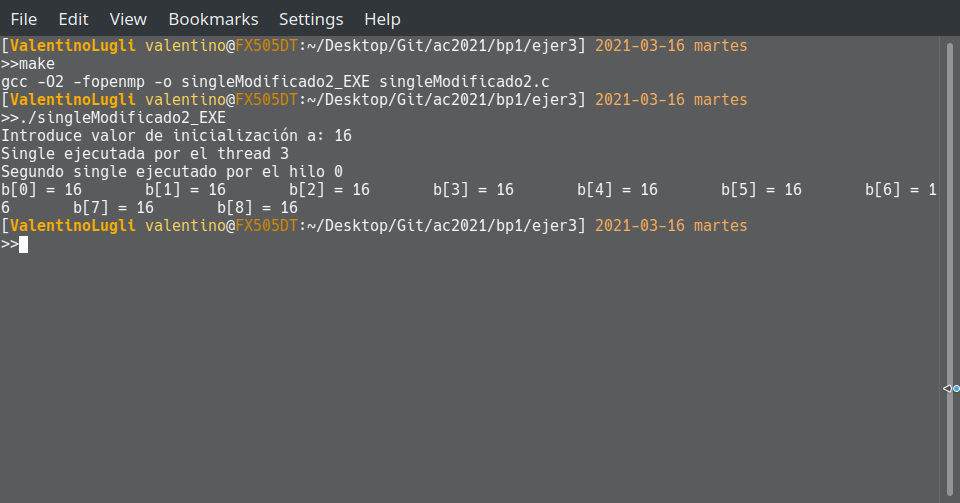 File Edit View Bookmarks Settings Help
[ValentinoLugli valentino@FX505DT:~/Desktop/Git/ac2021/bp1/ejer3] 2021-03-16 martes
>>make
gcc -O2 -fopenmp -o singleModificado2_EXE singleModificado2.c
[ValentinoLugli valentino@FX505DT:~/Desktop/Git/ac2021/bp1/ejer3] 2021-03-16 martes
>>./singleModificado2_EXE
Introduce valor de inicialización a: 16
Single ejecutada por el thread 3
Segundo single ejecutado por el hilo 0
b[0] = 16       b[1] = 16       b[2] = 16       b[3] = 16       b[4] = 16       b[5] = 16       b[6] = 1
6       b[7] = 16       b[8] = 16
[ValentinoLugli valentino@FX505DT:~/Desktop/Git/ac2021/bp1/ejer3] 2021-03-16 martes
>>